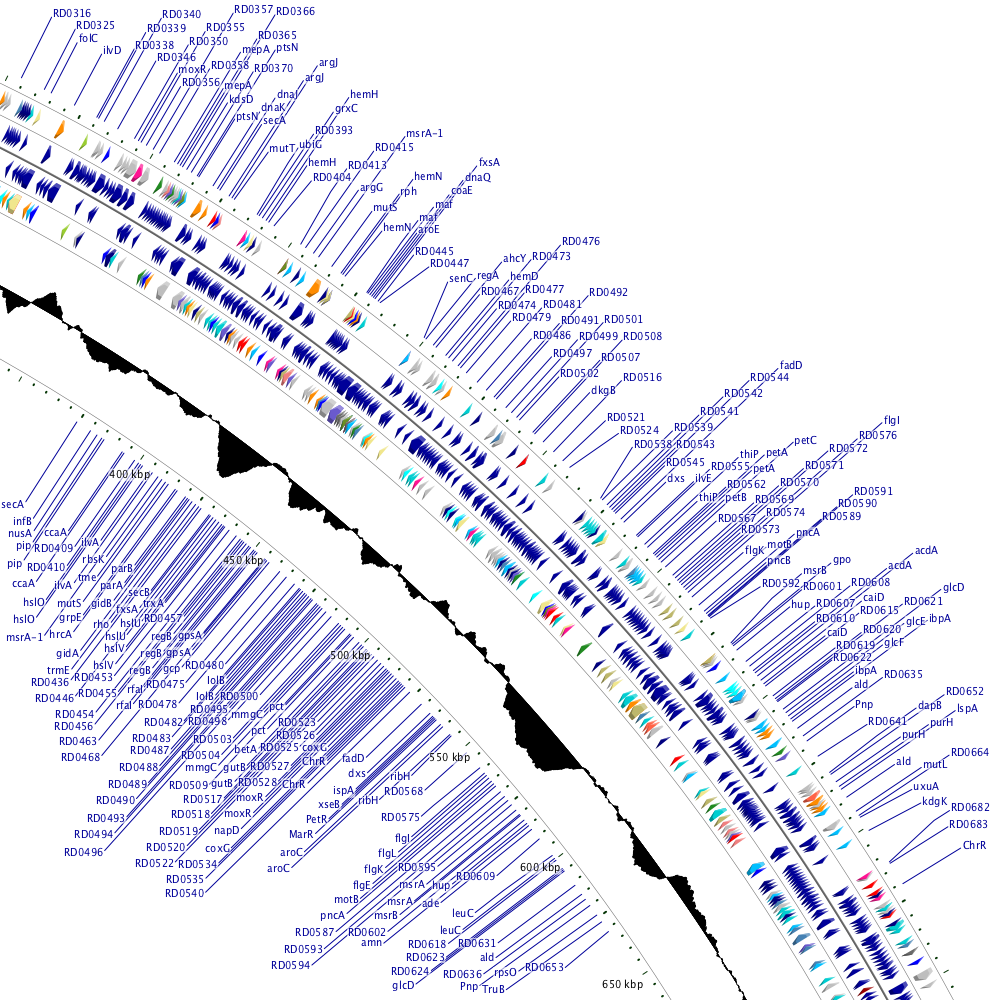 RD0316
RD0325
folC
ilvD
RD0340
RD0339
RD0338
RD0346
RD0357
RD0366
RD0355
RD0350
RD0365
mepA
ptsN
moxR
RD0358
RD0370
RD0356
mepA
kdsD
ptsN
argJ
argJ
dnaJ
dnaK
secA
hemH
grxC
RD0393
ubiG
mutT
hemH
RD0404
msrA-1
RD0415
RD0413
argG
hemN
rph
mutS
hemN
fxsA
dnaQ
coaE
maf
maf
aroE
RD0445
RD0447
senC
regA
RD0476
ahcY
RD0473
hemD
RD0467
RD0477
RD0492
RD0474
RD0481
RD0479
RD0491
RD0501
RD0486
RD0499
RD0508
RD0497
RD0507
RD0502
RD0516
dkgB
RD0521
RD0524
fadD
RD0544
RD0542
RD0541
RD0539
RD0538
RD0543
RD0545
dxs
ilvE
thiP
petA
petC
RD0555
petA
RD0562
thiP
petB
RD0567
RD0569
RD0574
RD0573
RD0570
RD0571
RD0572
RD0576
flgI
flgK
motB
pncB
pncA
RD0591
RD0590
RD0589
RD0592
msrB
gpo
acdA
acdA
RD0601
RD0608
glcD
hup
RD0607
caiD
RD0621
RD0610
RD0615
glcE
ibpA
caiD
RD0620
RD0619
glcF
RD0622
ibpA
RD0635
ald
Pnp
RD0652
dapB
lspA
RD0641
purH
purH
RD0664
ald
mutL
uxuA
kdgK
RD0682
RD0683
ChrR
400 kbp
450 kbp
500 kbp
550 kbp
600 kbp
650 kbp
secA
infB
nusA
ccaA
pip
RD0409
ilvA
pip
RD0410
rbsK
ccaA
ilvA
tme
parB
hslO
mutS
gidB
parA
secB
hslO
grpE
rho
fxsA
trxA
msrA-1
hrcA
hslU
hslU
RD0457
gidA
hslV
regB
gpsA
trmE
hslV
regB
gpsA
RD0436
RD0453
regB
gcp
RD0480
RD0446
RD0455
rfaI
RD0475
lolB
RD0454
rfaI
RD0478
lolB
RD0500
RD0456
RD0482
RD0498
RD0495
mmgC
pct
RD0463
RD0483
RD0503
pct
RD0523
RD0468
RD0487
RD0504
betA
RD0525
RD0526
coxG
RD0488
mmgC
gutB
RD0527
ChrR
fadD
RD0489
RD0509
gutB
RD0528
ChrR
dxs
RD0490
RD0517
moxR
ispA
ribH
RD0493
RD0518
moxR
xseB
ribH
RD0568
RD0494
RD0519
napD
PetR
RD0575
RD0496
RD0520
coxG
MarR
flgI
RD0522
RD0534
aroC
flgL
RD0535
aroC
flgK
RD0595
RD0540
flgE
msrA
hup
RD0609
motB
msrA
ade
pncA
msrB
leuC
RD0587
RD0602
leuC
RD0593
amn
RD0618
RD0631
RD0594
RD0623
ald
RD0624
RD0636
rpsO
RD0653
glcD
Pnp
TruB